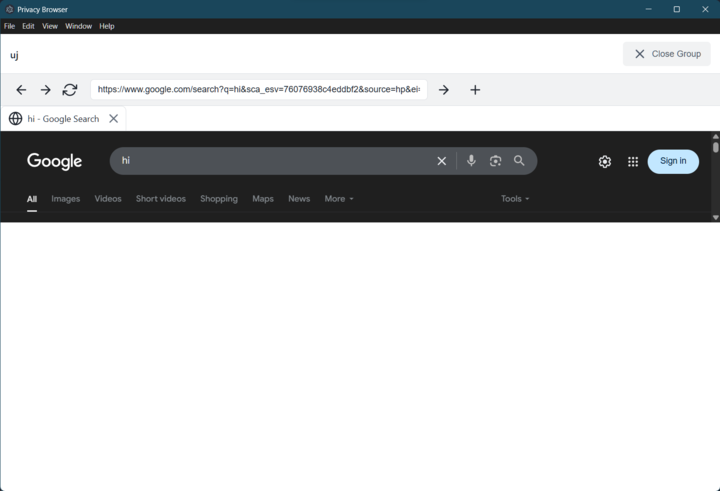 Privacy Browser
File Edit View Window Help
uj
Close Group
https://www.google.com/search?q=hi&sca_esv=76076938c4eddbf2&source=hp&ei=
hi - Google Search
Google
hi
Sign in
All Images Videos Short videos Shopping Maps News More Tools